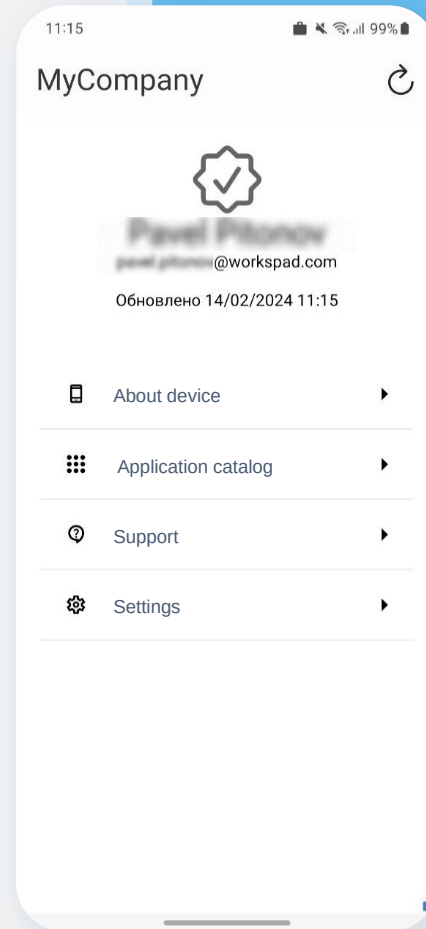 11:15 99%
MyCompany
@workspad.com
Обновлено 14/02/2024 11:15
About device
Application catalog
Support
Settings